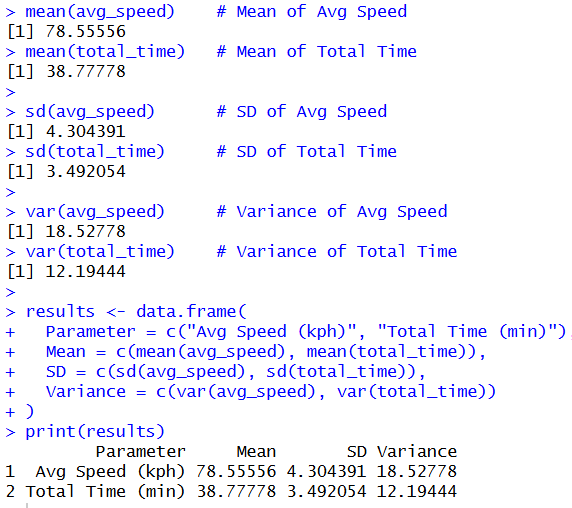 > mean(avg_speed)    # Mean of Avg Speed
[1] 78.55556
> mean(total_time)   # Mean of Total Time
[1] 38.77778
>
> sd(avg_speed)      # SD of Avg Speed
[1] 4.304391
> sd(total_time)     # SD of Total Time
[1] 3.492054
>
> var(avg_speed)     # Variance of Avg Speed
[1] 18.52778
> var(total_time)    # Variance of Total Time
[1] 12.19444
>
> results <- data.frame(
+   Parameter = c("Avg Speed (kph)", "Total Time (min)"),
+   Mean = c(mean(avg_speed), mean(total_time)),
+   SD = c(sd(avg_speed), sd(total_time)),
+   Variance = c(var(avg_speed), var(total_time))
+ )
> print(results)
         Parameter     Mean       SD Variance
1  Avg Speed (kph) 78.55556 4.304391 18.52778
2 Total Time (min) 38.77778 3.492054 12.19444